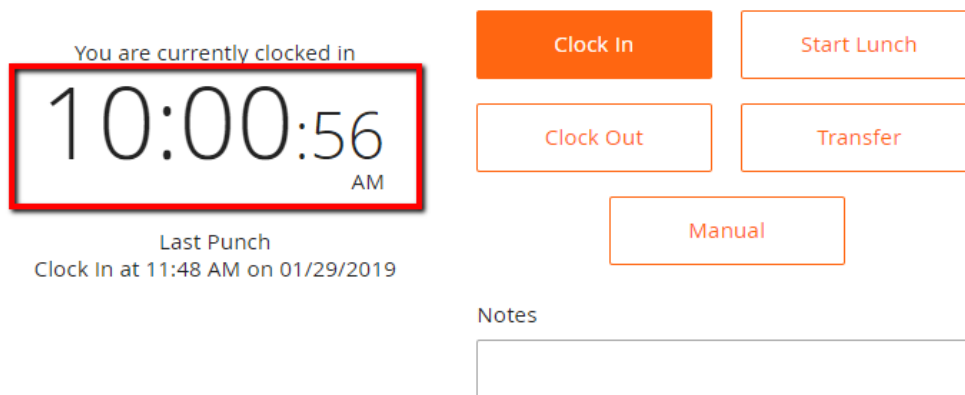 You are currently clocked in
10:00:56
AM
Last Punch
Clock In at 11:48 AM on 01/29/2019
Clock In
Start Lunch
Clock Out
Transfer
Manual
Notes